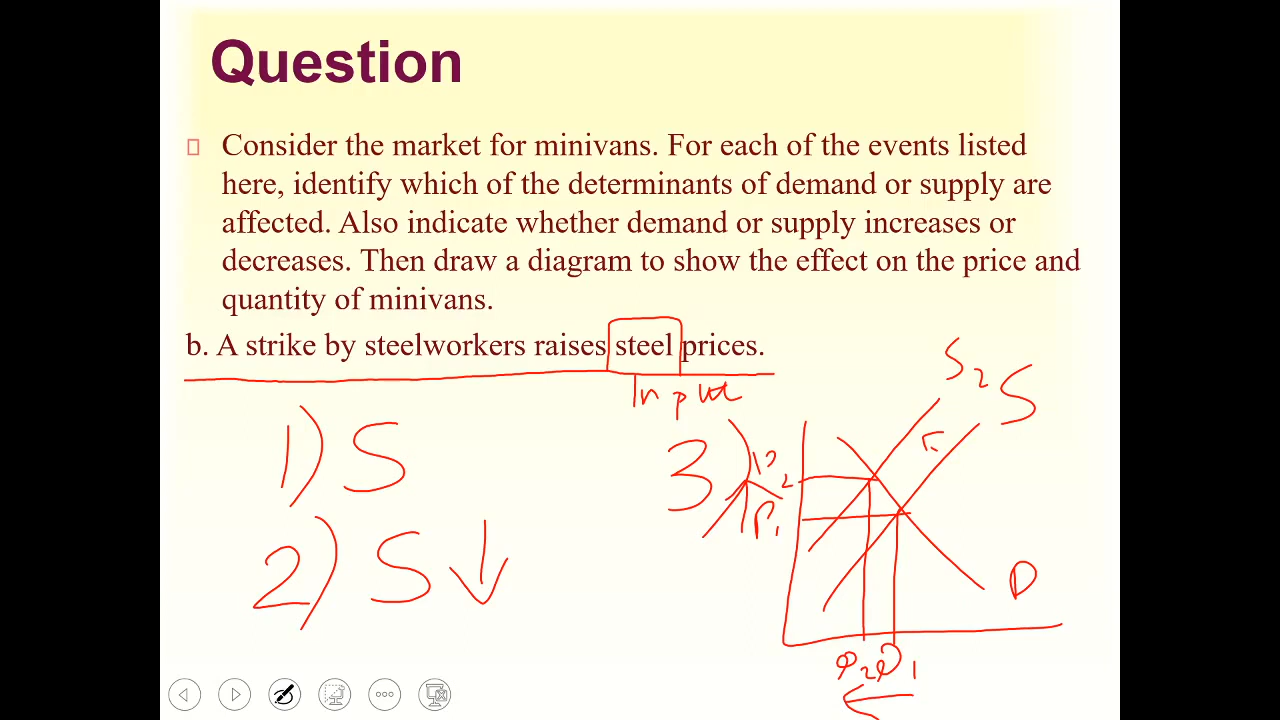 Question
Consider the market for minivans. For each of the events listed
here, identify which of the determinants of demand or supply are
affected. Also indicate whether demand or supply increases or
decreases. Then draw a diagram to show the effect on the price and
quantity of minivans.
b. A strike by steelworkers raises steel prices.
Input
1) S
2) S ↓
3)
S2 S
P2
P1
D
Q2 Q1